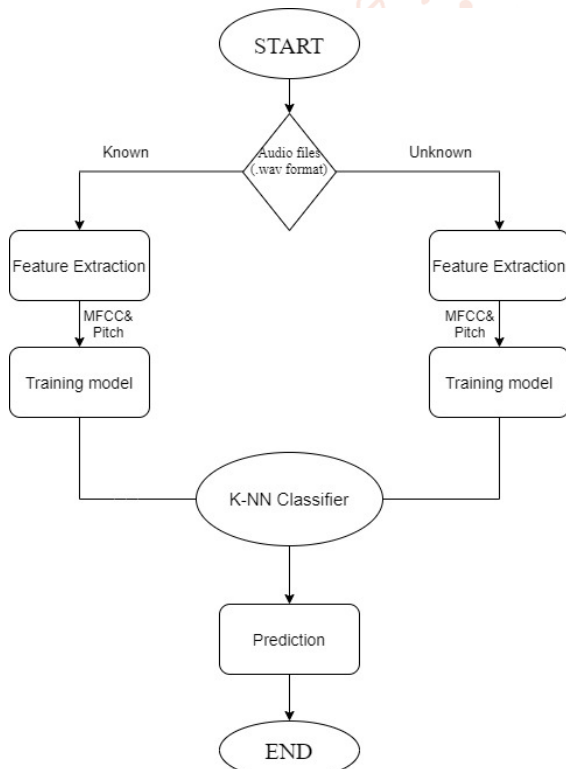 START
Audio files
(.wav format)
Known
Unknown
Feature Extraction
Feature Extraction
MFCC&
Pitch
MFCC&
Pitch
Training model
Training model
K-NN Classifier
Prediction
END